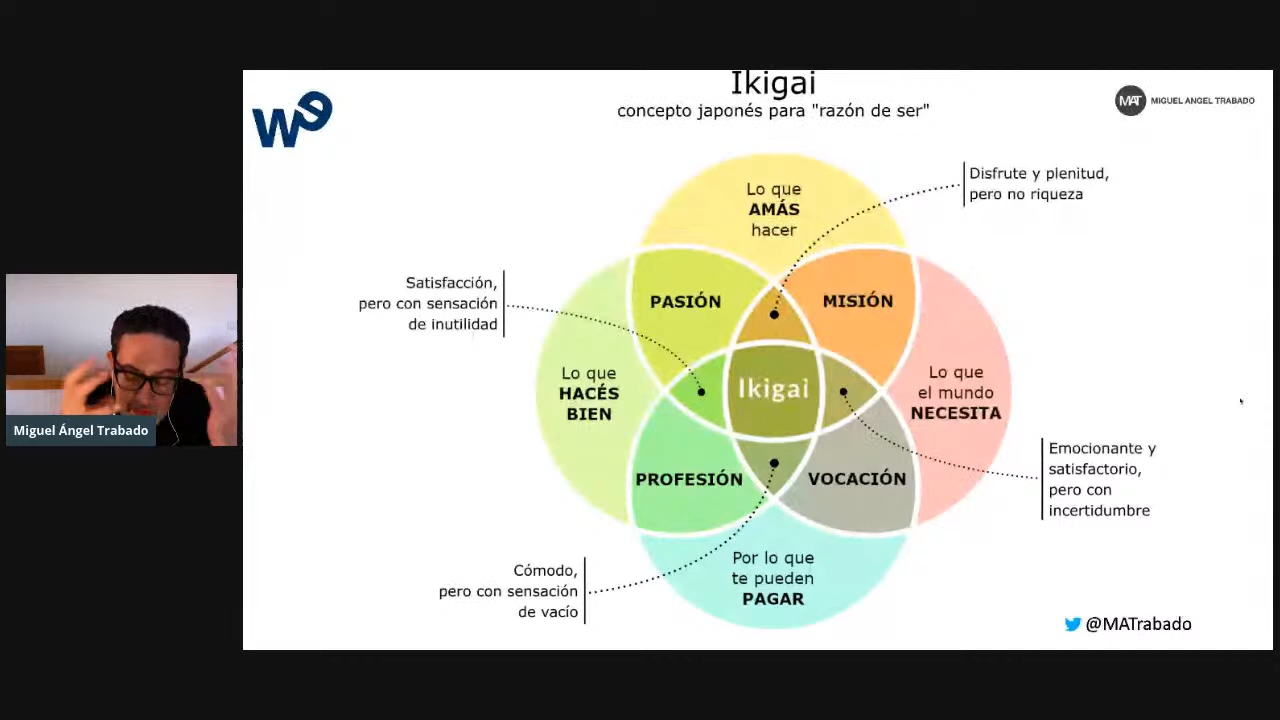 Ikigai
concepto japonés para "razón de ser"
we
MAT MIGUEL ANGEL TRABADO
Disfrute y plenitud,
pero no riqueza
Lo que
AMÁS
hacer
Satisfacción,
pero con sensación
de inutilidad
PASIÓN
MISIÓN
Lo que
HACÉS
BIEN
Ikigai
Lo que
el mundo
NECESITA
Miguel Ángel Trabado
PROFESIÓN
VOCACIÓN
Emocionante y
satisfactorio,
pero con
incertidumbre
Cómodo,
pero con sensación
de vacío
Por lo que
te pueden
PAGAR
@MATrabado